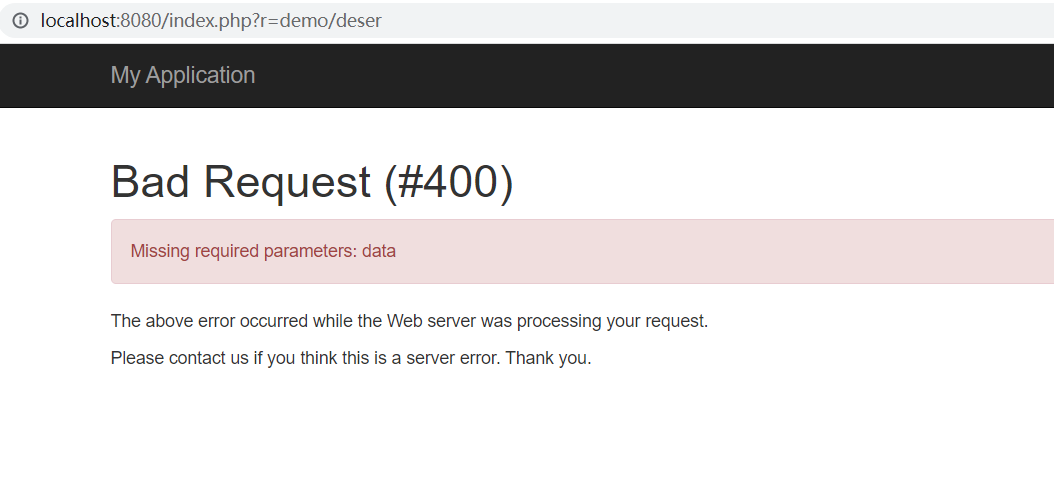 localhost:8080/index.php?r=demo/deser
My Application
Bad Request (#400)
Missing required parameters: data
The above error occurred while the Web server was processing your request.
Please contact us if you think this is a server error. Thank you.